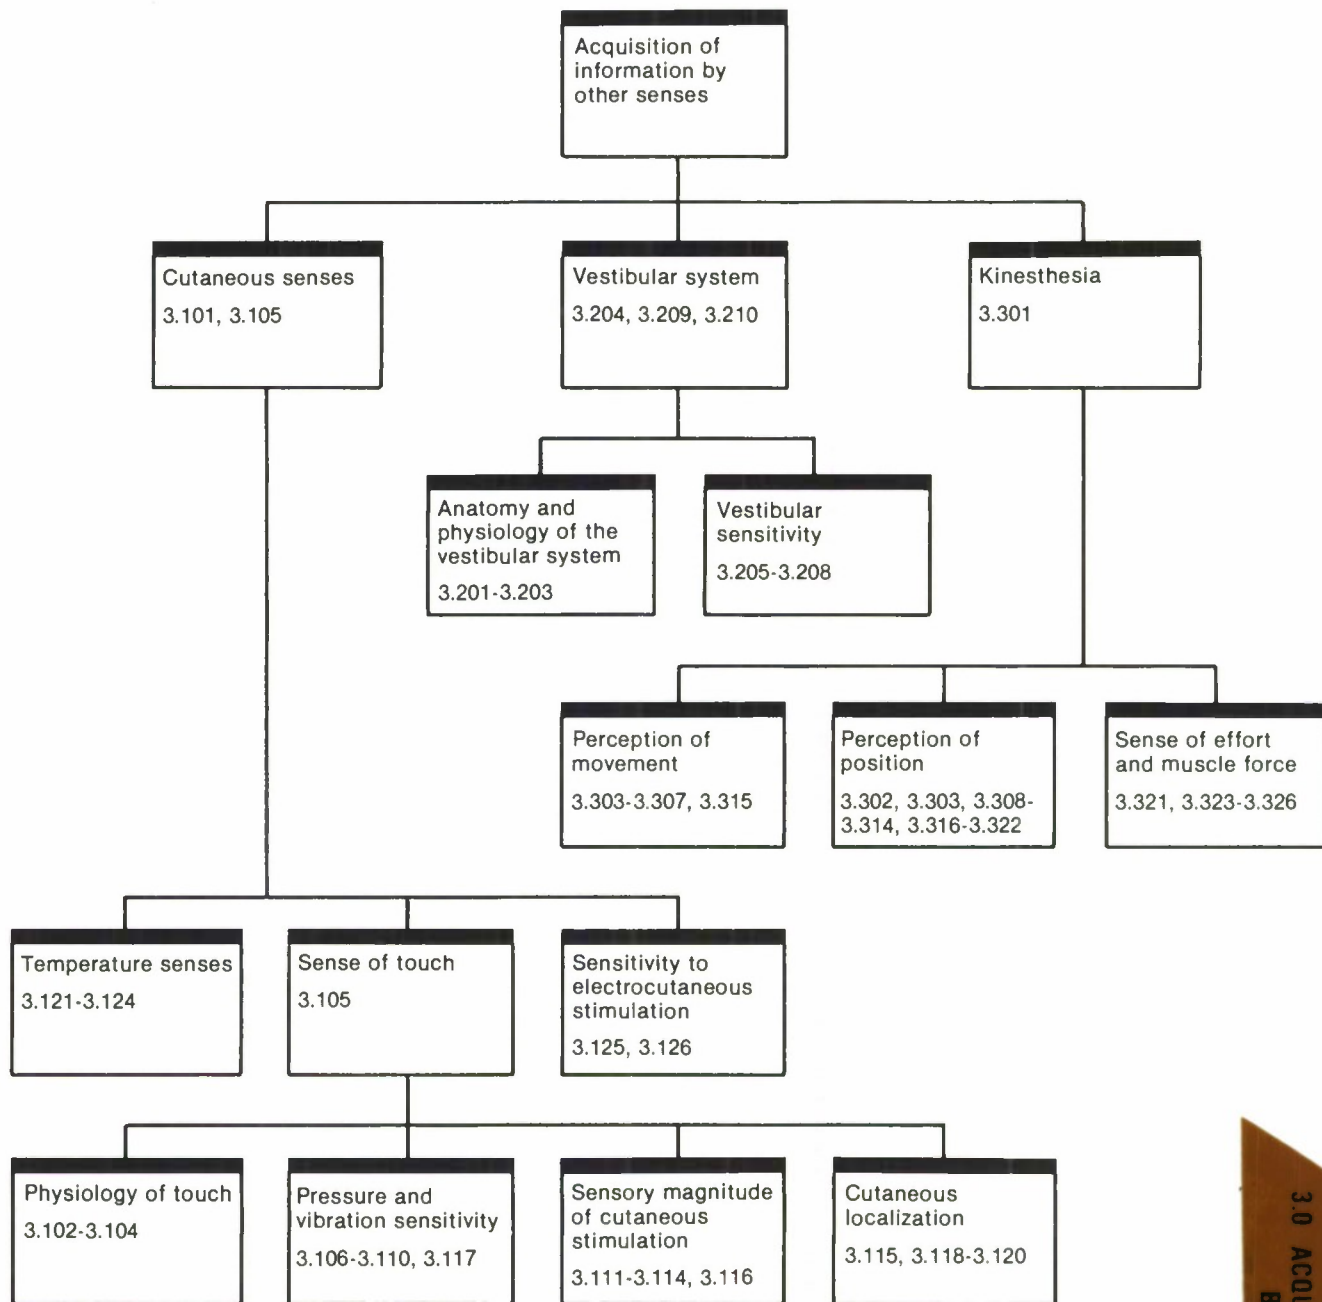 Acquisition of
information by
other senses
Cutaneous senses
3.101, 3.105
Vestibular system
3.204, 3.209, 3.210
Kinesthesia
3.301
Anatomy and
physiology of the
vestibular system
3.201-3.203
Vestibular
sensitivity
3.205-3.208
Perception of
movement
3.303-3.307, 3.315
Perception of
position
3.302, 3.303, 3.308-
3.314, 3.316-3.322
Sense of effort
and muscle force
3.321, 3.323-3.326
Temperature senses
3.121-3.124
Sense of touch
3.105
Sensitivity to
electrocutaneous
stimulation
3.125, 3.126
Physiology of touch
3.102-3.104
Pressure and
vibration sensitivity
3.106-3.110, 3.117
Sensory magnitude
of cutaneous
stimulation
3.111-3.114, 3.116
Cutaneous
localization
3.115, 3.118-3.120
3.0